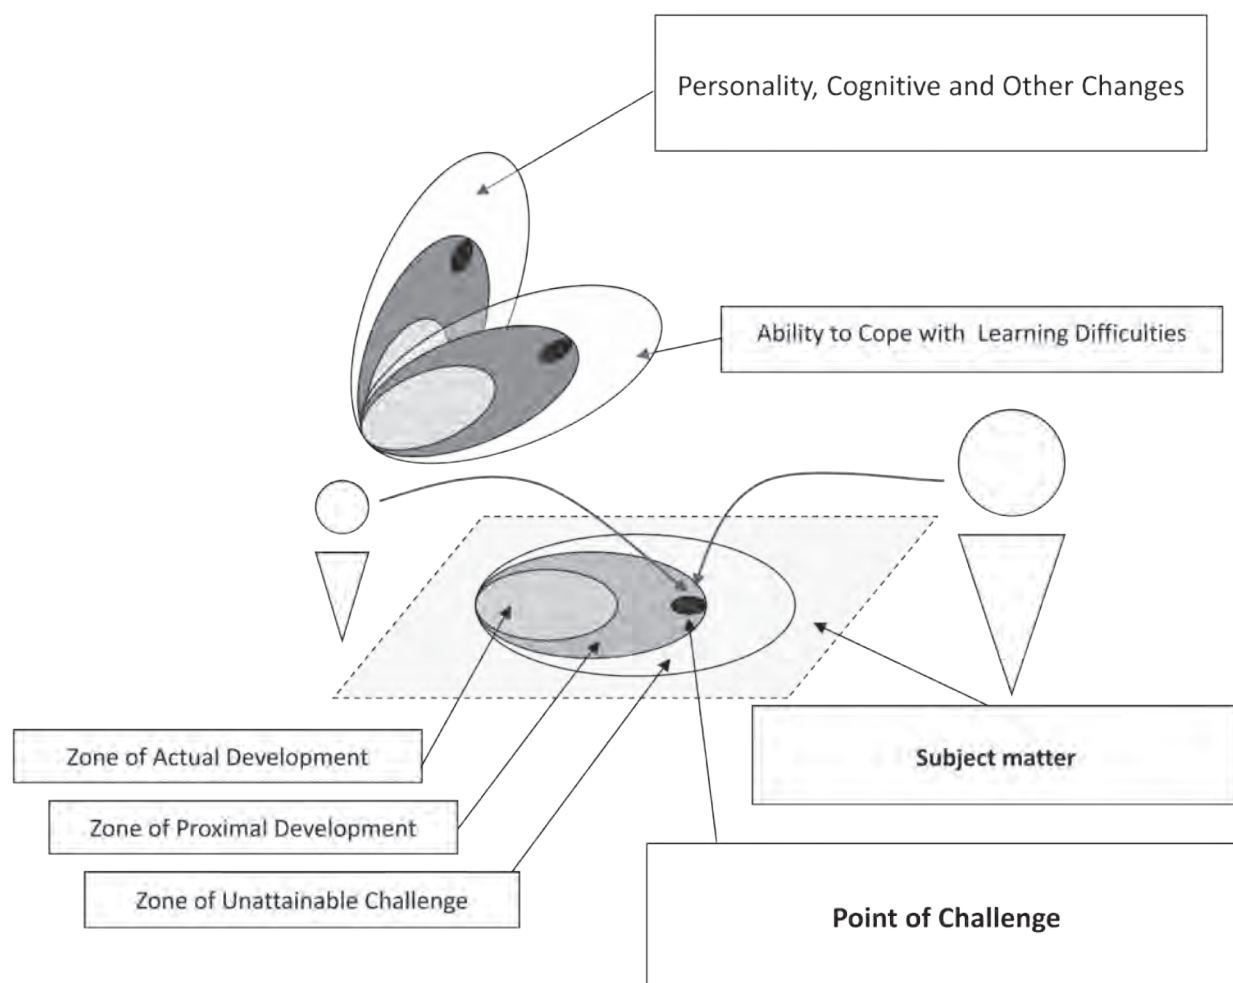 Personality, Cognitive and Other Changes
Ability to Cope with Learning Difficulties
Zone of Actual Development
Subject matter
Zone of Proximal Development
Zone of Unattainable Challenge
Point of Challenge